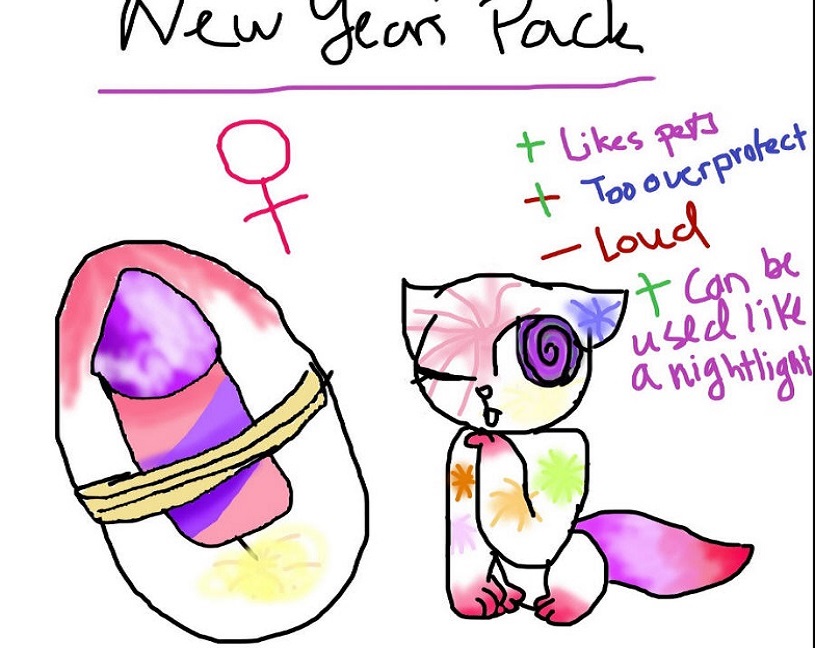 New Years Pack
+ Likes pets
+ Too overprotect
- Loud
+ Can be
used like
a nightlight